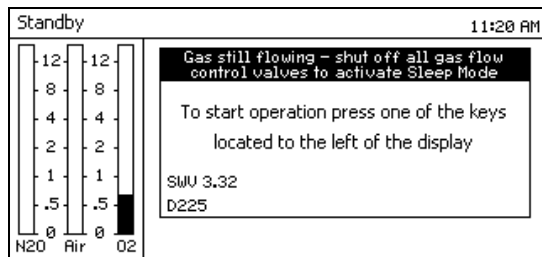 Standby
11:20 AM
12 12
8 8
4 4
2 2
1 1
.5 .5
0 0
N2O Air O2
Gas still flowing – shut off all gas flow
control valves to activate Sleep Mode
To start operation press one of the keys
located to the left of the display
SWV 3.32
D225